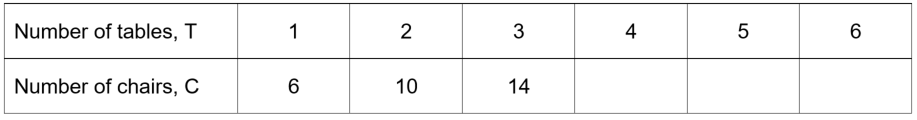 Number of tables, T 1 2 3 4 5 6
Number of chairs, C 6 10 14